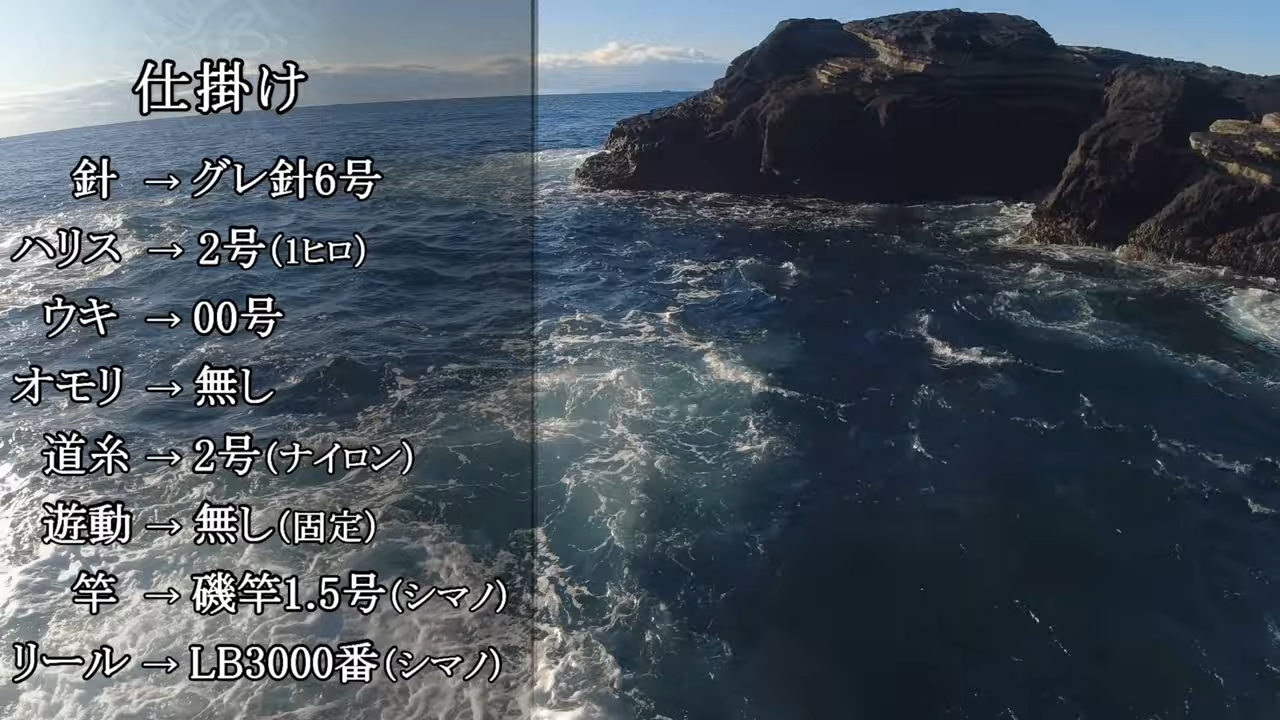 仕掛け
針 → グレ針6号
ハリス → 2号(1ヒロ)
ウキ → 00号
オモリ → 無し
道糸 → 2号(ナイロン)
遊動 → 無し(固定)
竿 → 磯竿1.5号(シマノ)
リール → LB3000番(シマノ)